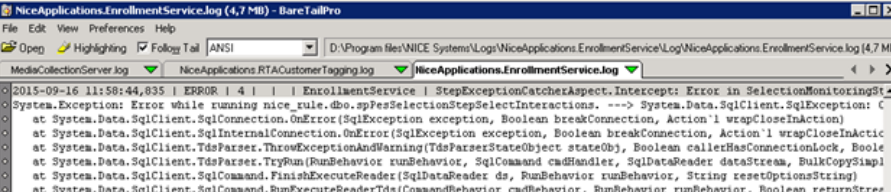 NiceApplications.EnrollmentService.log (4,7 MB) - BareTailPro
File Edit View Preferences Help
Open Highlighting Follow Tail ANSI D:\Program files\NICE Systems\Logs\NiceApplications.EnrollmentService\Log\NiceApplications.EnrollmentService.log (4,7 M
MediaCollectionServer.log NiceApplications.RTACustomerTagging.log NiceApplications.EnrollmentService.log
2015-09-16 11:58:44,835 | ERROR | 4 | | | EnrollmentService | StepExceptionCatcherAspect.Intercept: Error in SelectionMonitoringSt
System.Exception: Error while running nice_rule.dbo.spPesSelectionStepSelectInteractions. ---> System.Data.SqlClient.SqlException: C
at System.Data.SqlClient.SqlConnection.OnError(SqlException exception, Boolean breakConnection, Action`1 wrapCloseInAction)
at System.Data.SqlClient.SqlInternalConnection.OnError(SqlException exception, Boolean breakConnection, Action`1 wrapCloseInActic
at System.Data.SqlClient.TdsParser.ThrowExceptionAndWarning(TdsParserStateObject stateObj, Boolean callerHasConnectionLock, Boole
at System.Data.SqlClient.TdsParser.TryRun(RunBehavior runBehavior, SqlCommand cmdHandler, SqlDataReader dataStream, BulkCopySimpl
at System.Data.SqlClient.SqlCommand.FinishExecuteReader(SqlDataReader ds, RunBehavior runBehavior, String resetOptionsString)
at System.Data.SqlClient.SqlCommand.RunExecuteReaderTds(CommandBehavior cmdBehavior, RunBehavior runBehavior, Boolean returnStrea